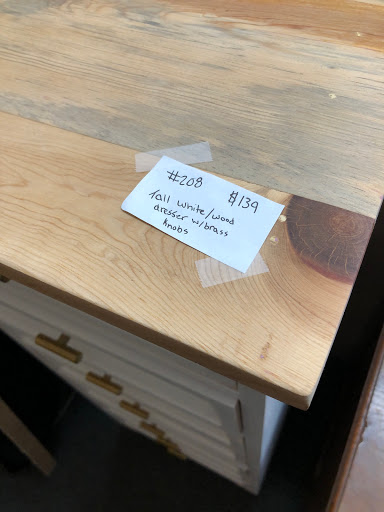 #208 $139
Tall white/wood
dresser w/brass
knobs